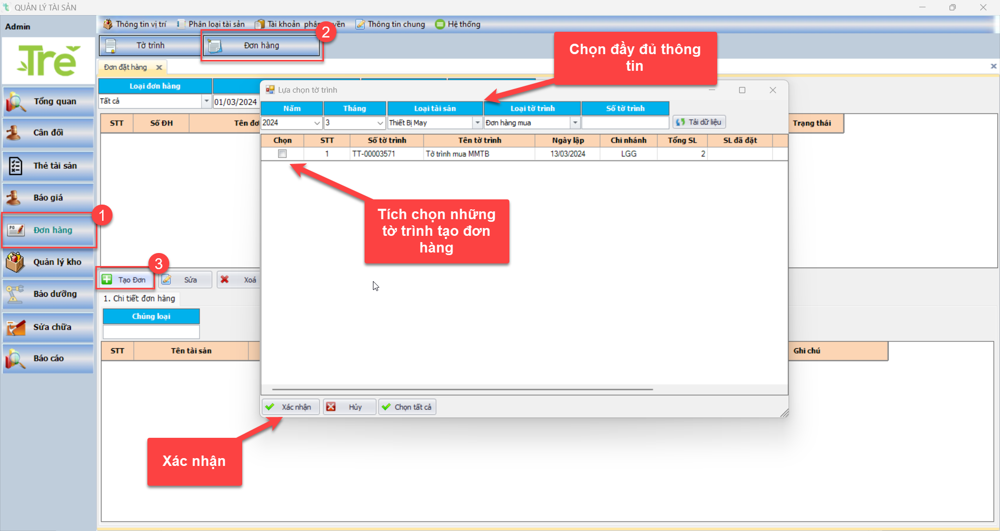 QUẢN LÝ TÀI SẢN
Admin
Thông tin vị trí
Phân loại tài sản
Tài khoản
Thông tin chung
Hệ thống
2
Tờ trình
Đơn hàng
Chọn đầy đủ thông
tin
Tre
Đơn đặt hàng
Loại đơn hàng
Tất cả
01/03/2024
STT
Số ĐH
Trạng thái
Lựa chọn tờ trình
Năm
Tháng
Loại tài sản
Loại tờ trình
Số tờ trình
2024
3
Thiết Bị May
Đơn hàng mua
Tải dữ liệu
Chọn
STT
Số tờ trình
Tên tờ trình
Ngày lập
Chi nhánh
Tổng SL
SL đã đặt
1
TT-00003571
Tờ trình mua MMTB
13/03/2024
LGG
2
Tích chọn những
tờ trình tạo đơn
hàng
Tổng quan
Cân đối
Thẻ tài sản
Báo giá
1
PO
Đơn hàng
Quản lý kho
Bảo dưỡng
Sửa chữa
Báo cáo
3
Tạo Đơn
Sửa
Xoá
1. Chi tiết đơn hàng
Chủng loại
STT
Tên tài sản
Ghi chú
Xác nhận
Hủy
Chọn tất cả
Xác nhận